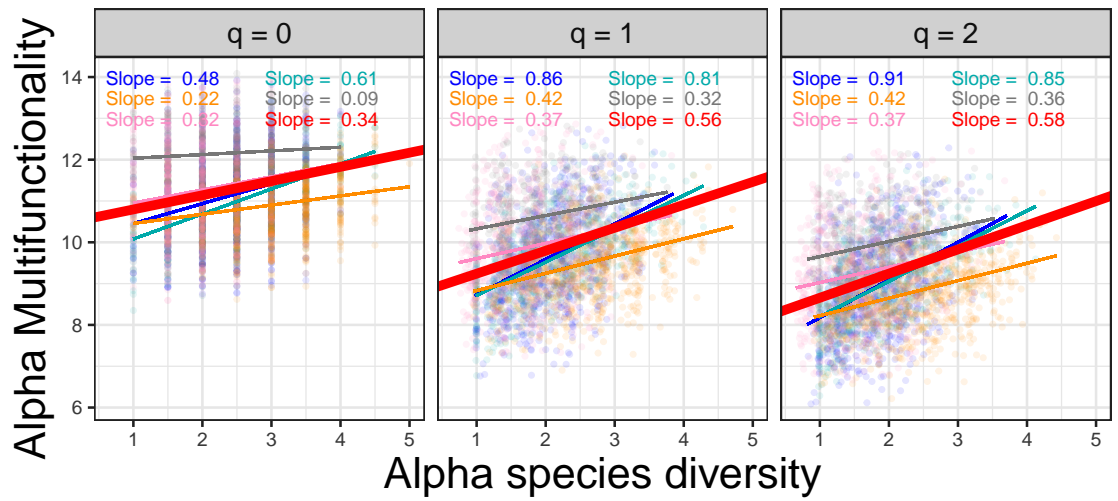 q = 0
q = 1
q = 2
Alpha Multifunctionality
14
12
10
8
6
Slope = 0.48 Slope = 0.61
Slope = 0.22 Slope = 0.09
Slope = 0.32 Slope = 0.34
Slope = 0.86 Slope = 0.81
Slope = 0.42 Slope = 0.32
Slope = 0.37 Slope = 0.56
Slope = 0.91 Slope = 0.85
Slope = 0.42 Slope = 0.36
Slope = 0.37 Slope = 0.58
1 2 3 4 5
1 2 3 4 5
1 2 3 4 5
Alpha species diversity